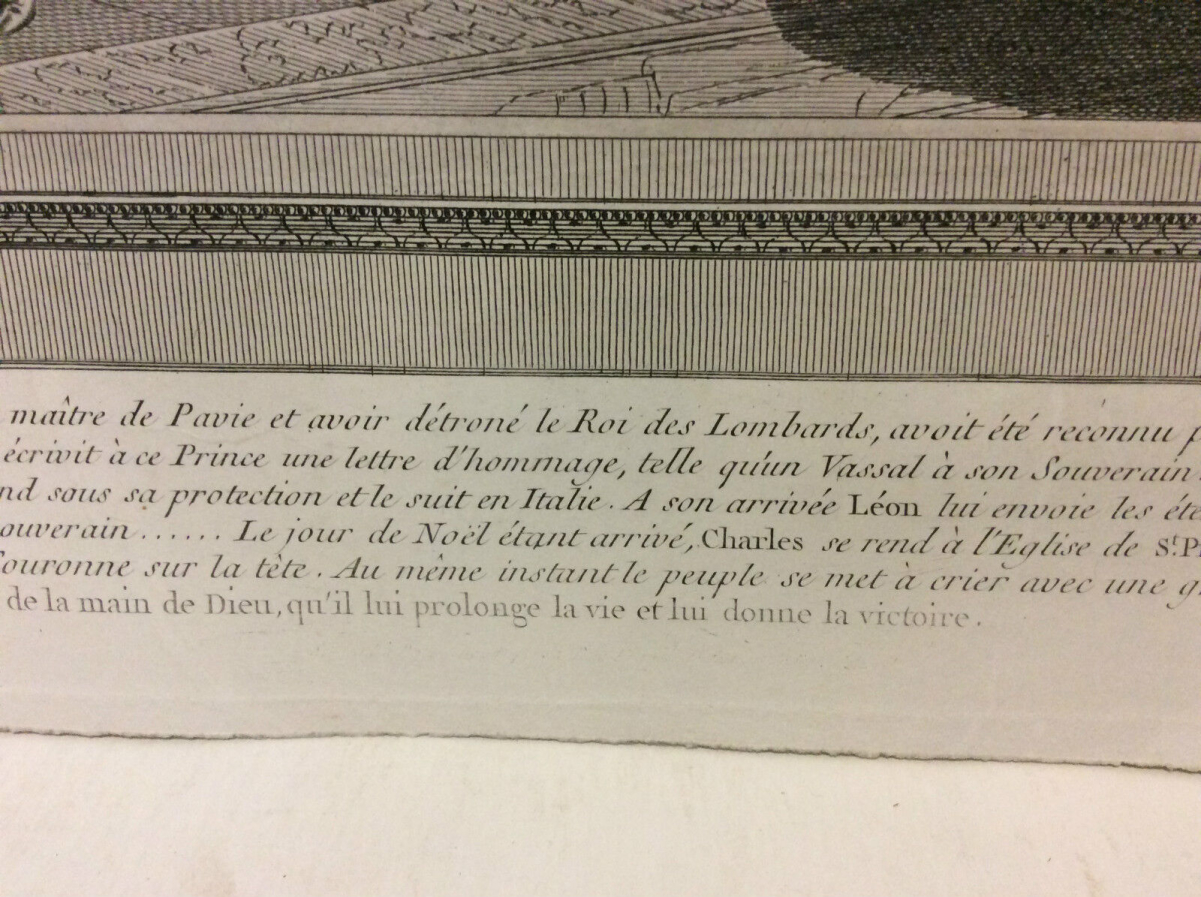 maître de Pavie et avoir détroné le Roi des Lombards, avoit été reconnu
écrivit à ce Prince une lettre d'hommage, telle qu'un Vassal à son Souverain
nd sous sa protection et le suit en Italie. A son arrivée Léon lui envoie les éte
ouverain...... Le jour de Noël étant arrivé, Charles se rend à l'Eglise de St. P
Couronne sur la tête. Au même instant le peuple se met à crier avec une g
de la main de Dieu, qu'il lui prolonge la vie et lui donne la victoire.